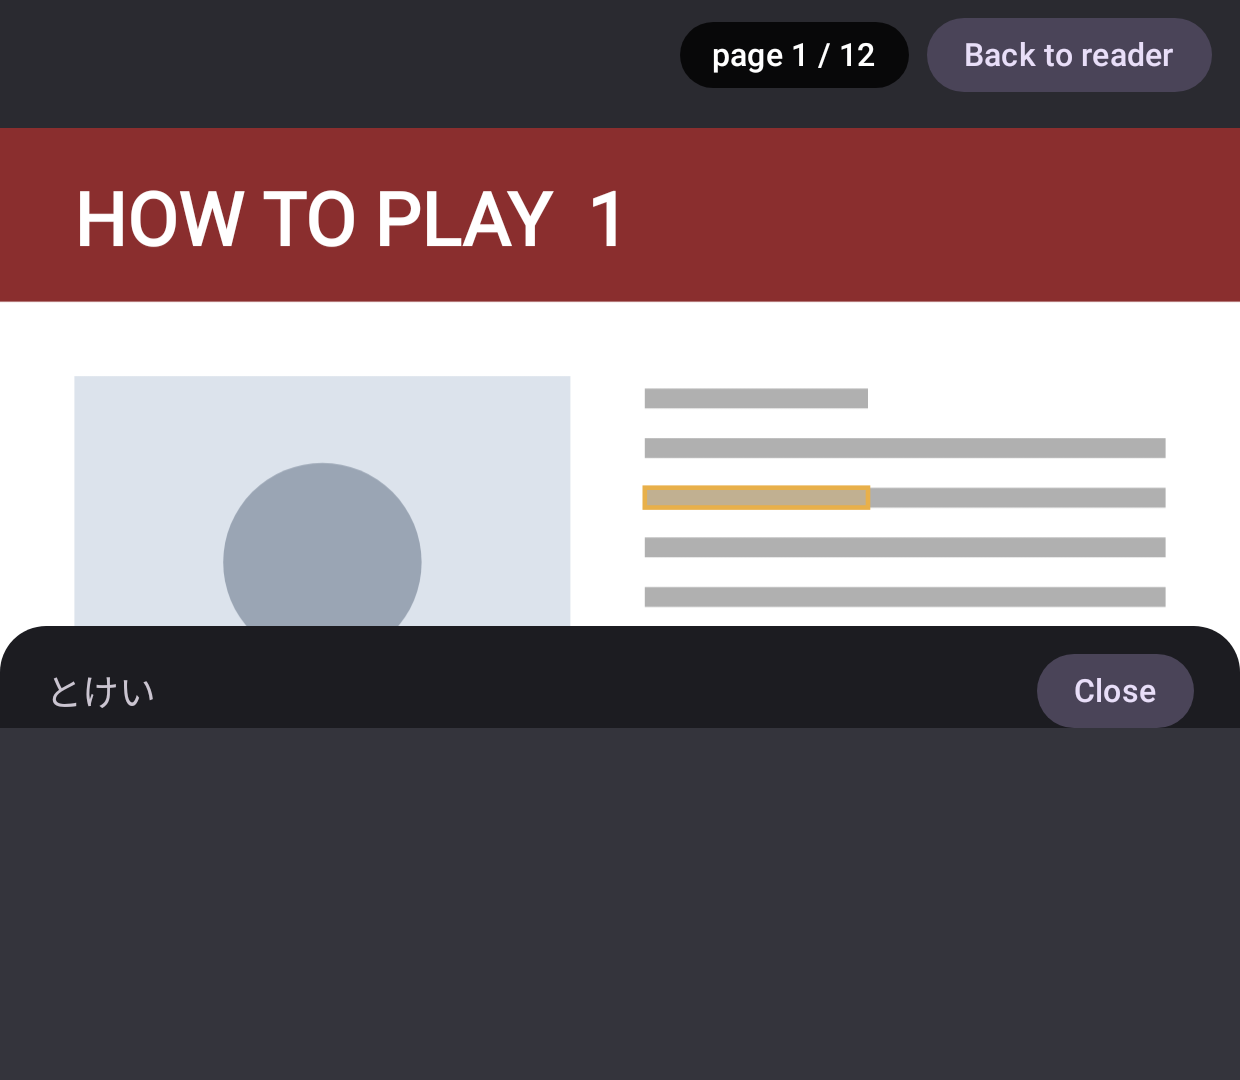 page 1 / 12
Back to reader
HOW TO PLAY 1
とけい
Close